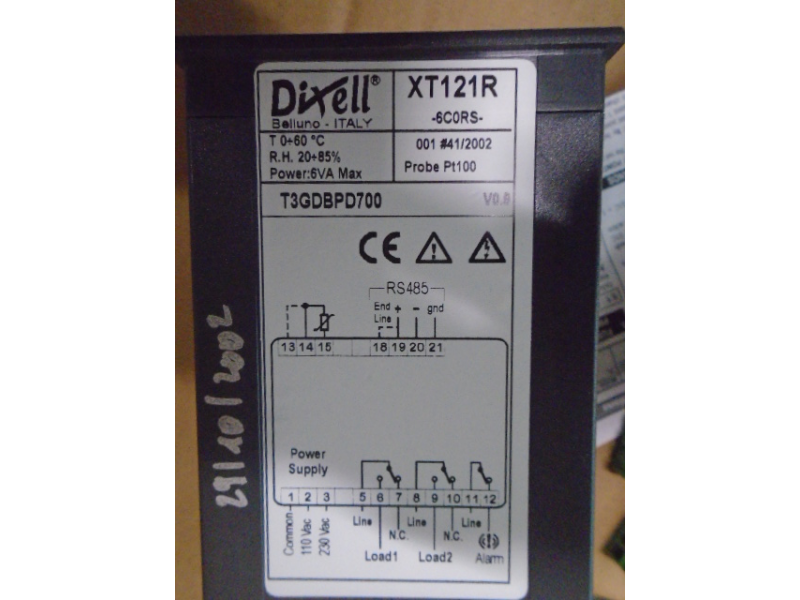 Dixell®
Belluno - ITALY
XT121R
-6C0RS-
T 0÷60 °C
R.H. 20÷85%
Power:6VA Max
001 #41/2002
Probe Pt100
T3GDBPD700
V0.0
CE
RS485
End + - gnd
Line
13 14 15 18 19 20 21
Power
Supply
1 2 3 5 6 7 8 9 10 11 12
Common
110 Vac
230 Vac
Line
N.C.
Line
N.C.
Line
Load1
Load2
Alarm
29/10/2002